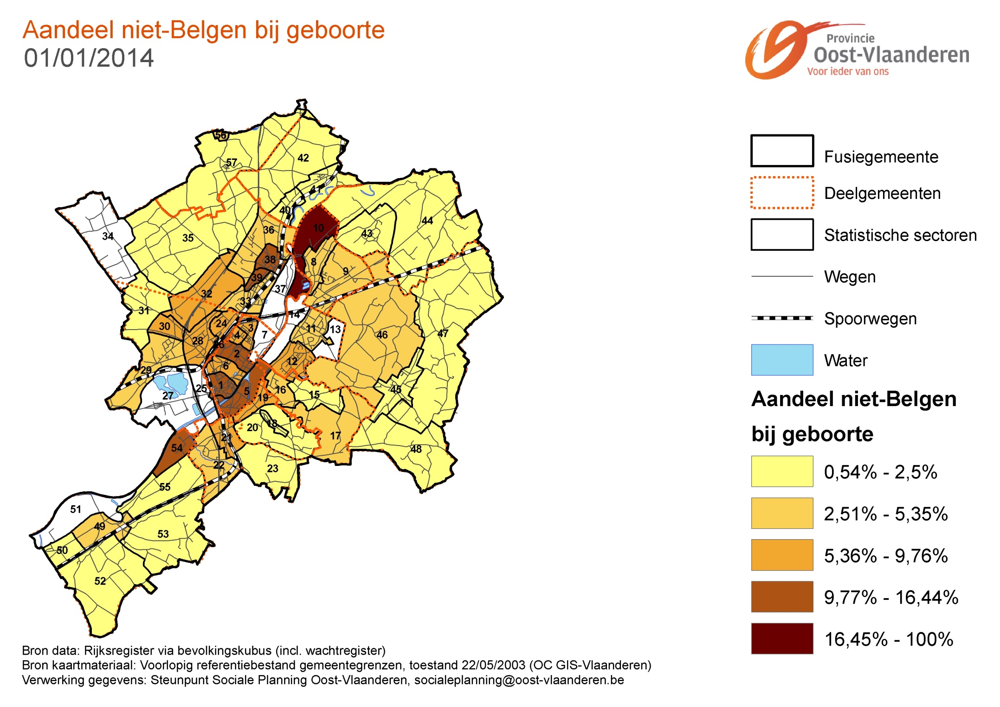 Aandeel niet-Belgen bij geboorte
01/01/2014
Provincie
Oost-Vlaanderen
Voor ieder van ons
Fusiegemeente
Deelgemeenten
Statistische sectoren
Wegen
Spoorwegen
Water
Aandeel niet-Belgen
bij geboorte
0,54% - 2,5%
2,51% - 5,35%
5,36% - 9,76%
9,77% - 16,44%
16,45% - 100%
56
57
42
41
40
44
34
35
36
10
43
38
8
9
39
37
32
33
31
14
30
24
3
11
13
4
7
46
47
28
26
2
12
6
29
1
25
5
16
45
27
19
15
20
18
17
21
54
48
22
23
55
51
49
53
50
52
Bron data: Rijksregister via bevolkingskubus (incl. wachtregister)
Bron kaartmateriaal: Voorlopig referentiebestand gemeentegrenzen, toestand 22/05/2003 (OC GIS-Vlaanderen)
Verwerking gegevens: Steunpunt Sociale Planning Oost-Vlaanderen, socialeplanning@oost-vlaanderen.be